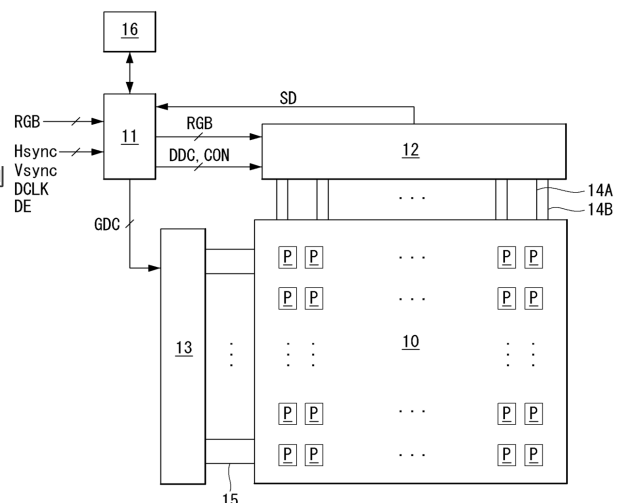 16
SD
RGB
11
RGB
12
Hsync
DDC, CON
Vsync
DCLK
DE
14A
14B
GDC
P P ... P P
P P ... P P
13
10
P P ... P P
P P ... P P
15